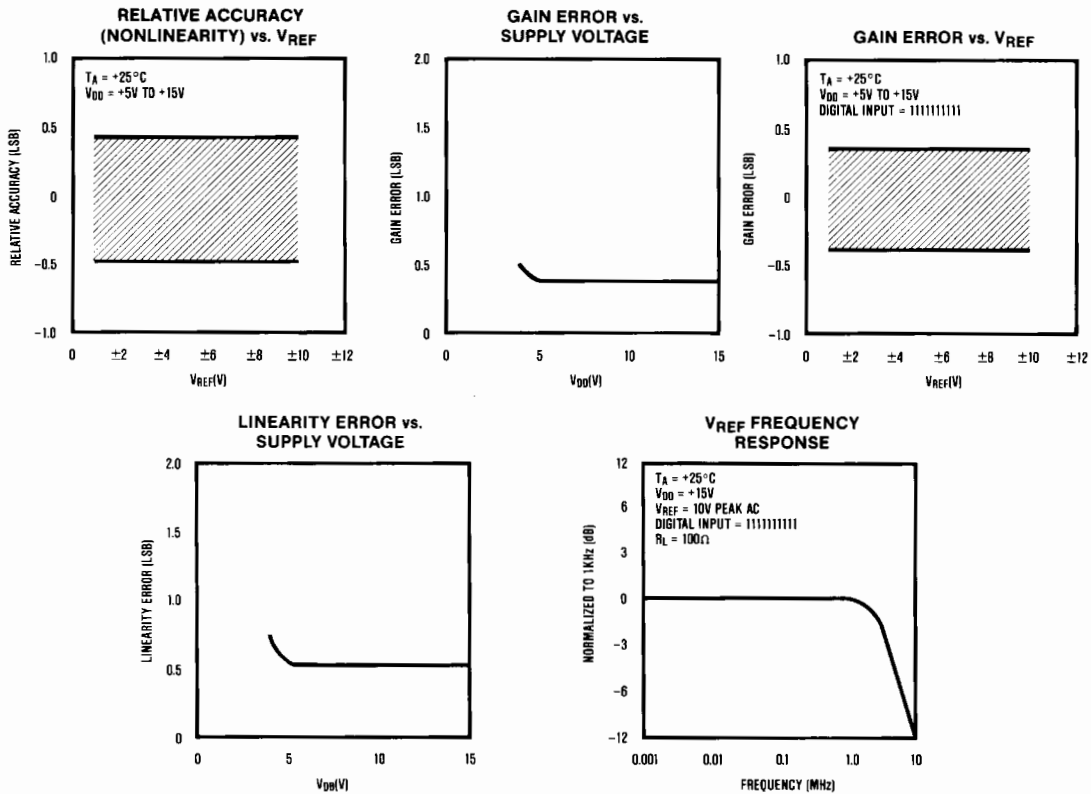 RELATIVE ACCURACY
(NONLINEARITY) vs. VREF
TA = +25°C
VDD = +5V TO +15V
1.0
0.5
0
−0.5
−1.0
RELATIVE ACCURACY (LSB)
0 ±2 ±4 ±6 ±8 ±10 ±12
VREF(V)
GAIN ERROR vs.
SUPPLY VOLTAGE
2.0
1.5
1.0
0.5
0
GAIN ERROR (LSB)
0 5 10 15
VDD(V)
GAIN ERROR vs. VREF
TA = +25°C
VDD = +5V TO +15V
DIGITAL INPUT = 1111111111
1.0
0.5
0
−0.5
−1.0
GAIN ERROR (LSB)
0 ±2 ±4 ±6 ±8 ±10 ±12
VREF(V)
LINEARITY ERROR vs.
SUPPLY VOLTAGE
2.0
1.5
1.0
0.5
0
LINEARITY ERROR (LSB)
0 5 10 15
VDD(V)
VREF FREQUENCY
RESPONSE
TA = +25°C
VDD = +15V
VREF = 10V PEAK AC
DIGITAL INPUT = 1111111111
RL = 100Ω
12
6
3
0
−3
−6
−12
NORMALIZED TO 1KHz (dB)
0.001 0.01 0.1 1.0 10
FREQUENCY (MHz)